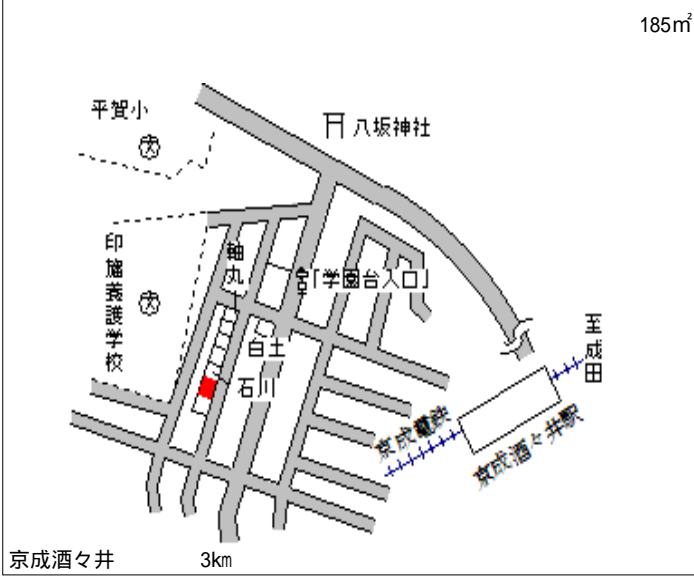 185㎡
平賀小
八坂神社
印旛養護学校
軸丸
「学園台入口」
白土
石川
至成田
京成電鉄
京成酒々井駅
京成酒々井 3km